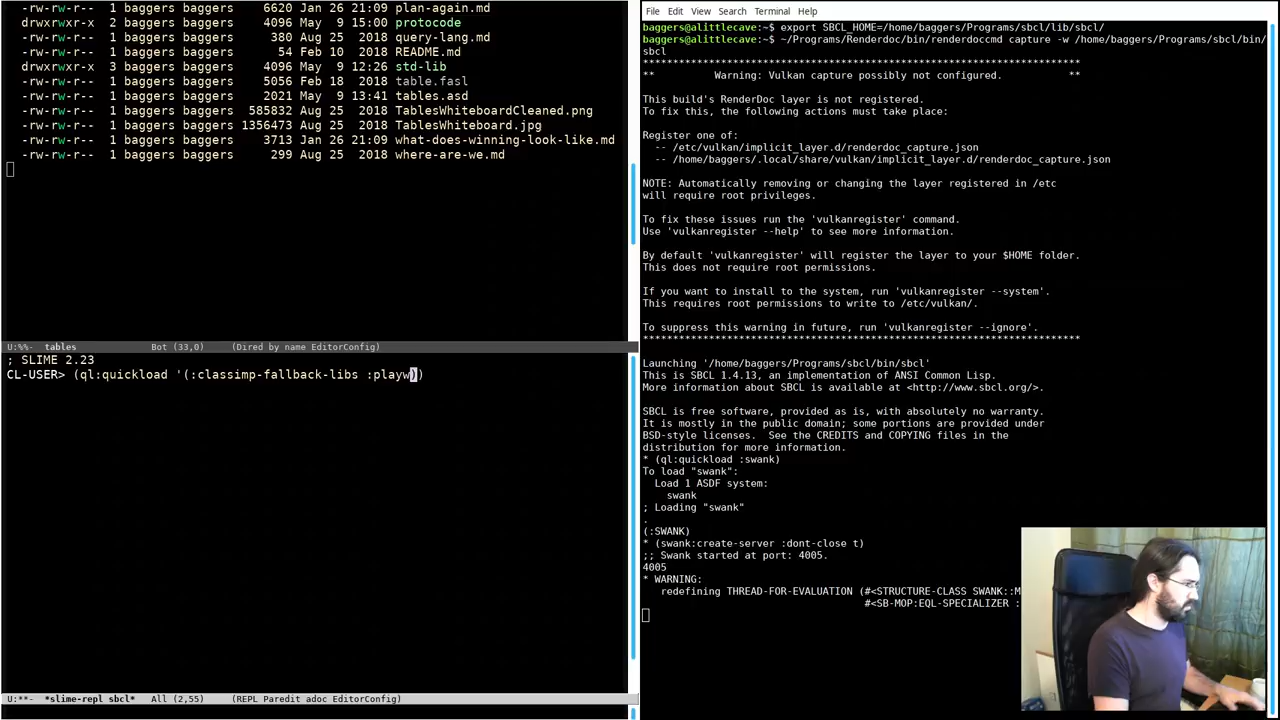 -rw-rw-r-- 1 baggers baggers 6620 Jan 26 21:09 plan-again.md
drwxrwxr-x 2 baggers baggers 4096 May 9 15:00 protocode
-rw-rw-r-- 1 baggers baggers 380 Aug 25 2018 query-lang.md
-rw-rw-r-- 1 baggers baggers 54 Feb 10 2018 README.md
drwxrwxr-x 3 baggers baggers 4096 May 9 12:26 std-lib
-rw-rw-r-- 1 baggers baggers 5056 Feb 18 2018 table.fasl
-rw-rw-r-- 1 baggers baggers 2021 May 9 13:41 tables.asd
-rw-rw-r-- 1 baggers baggers 585832 Aug 25 2018 TablesWhiteboardCleaned.png
-rw-rw-r-- 1 baggers baggers 1356473 Aug 25 2018 TablesWhiteboard.jpg
-rw-rw-r-- 1 baggers baggers 3713 Jan 26 21:09 what-does-winning-look-like.md
-rw-rw-r-- 1 baggers baggers 299 Aug 25 2018 where-are-we.md
U:%%- tables Bot (33,0) (Dired by name EditorConfig)
; SLIME 2.23
CL-USER> (ql:quickload '(:classimp-fallback-libs :playw))
U:**- *slime-repl sbcl* All (2,55) (REPL Paredit adoc EditorConfig)
File Edit View Search Terminal Help
baggers@alittlecave:~$ export SBCL_HOME=/home/baggers/Programs/sbcl/lib/sbcl/
baggers@alittlecave:~$ ~/Programs/Renderdoc/bin/renderdoccmd capture -w /home/baggers/Programs/sbcl/bin/
sbcl
*******************************************************************************
** Warning: Vulkan capture possibly not configured. **

This build's RenderDoc layer is not registered.
To fix this, the following actions must take place:

Register one of:
-- /etc/vulkan/implicit_layer.d/renderdoc_capture.json
-- /home/baggers/.local/share/vulkan/implicit_layer.d/renderdoc_capture.json

NOTE: Automatically removing or changing the layer registered in /etc
will require root privileges.

To fix these issues run the 'vulkanregister' command.
Use 'vulkanregister --help' to see more information.

By default 'vulkanregister' will register the layer to your $HOME folder.
This does not require root permissions.

If you want to install to the system, run 'vulkanregister --system'.
This requires root permissions to write to /etc/vulkan/.

To suppress this warning in future, run 'vulkanregister --ignore'.
*******************************************************************************

Launching '/home/baggers/Programs/sbcl/bin/sbcl'
This is SBCL 1.4.13, an implementation of ANSI Common Lisp.
More information about SBCL is available at <http://www.sbcl.org/>.

SBCL is free software, provided as is, with absolutely no warranty.
It is mostly in the public domain; some portions are provided under
BSD-style licenses. See the CREDITS and COPYING files in the
distribution for more information.
* (ql:quickload :swank)
To load "swank":
Load 1 ASDF system:
swank
; Loading "swank"
.
(:SWANK)
* (swank:create-server :dont-close t)
;; Swank started at port: 4005.
4005
* WARNING:
redefining THREAD-FOR-EVALUATION (#<STRUCTURE-CLASS SWANK::M
#<SB-MOP:EQL-SPECIALIZER :